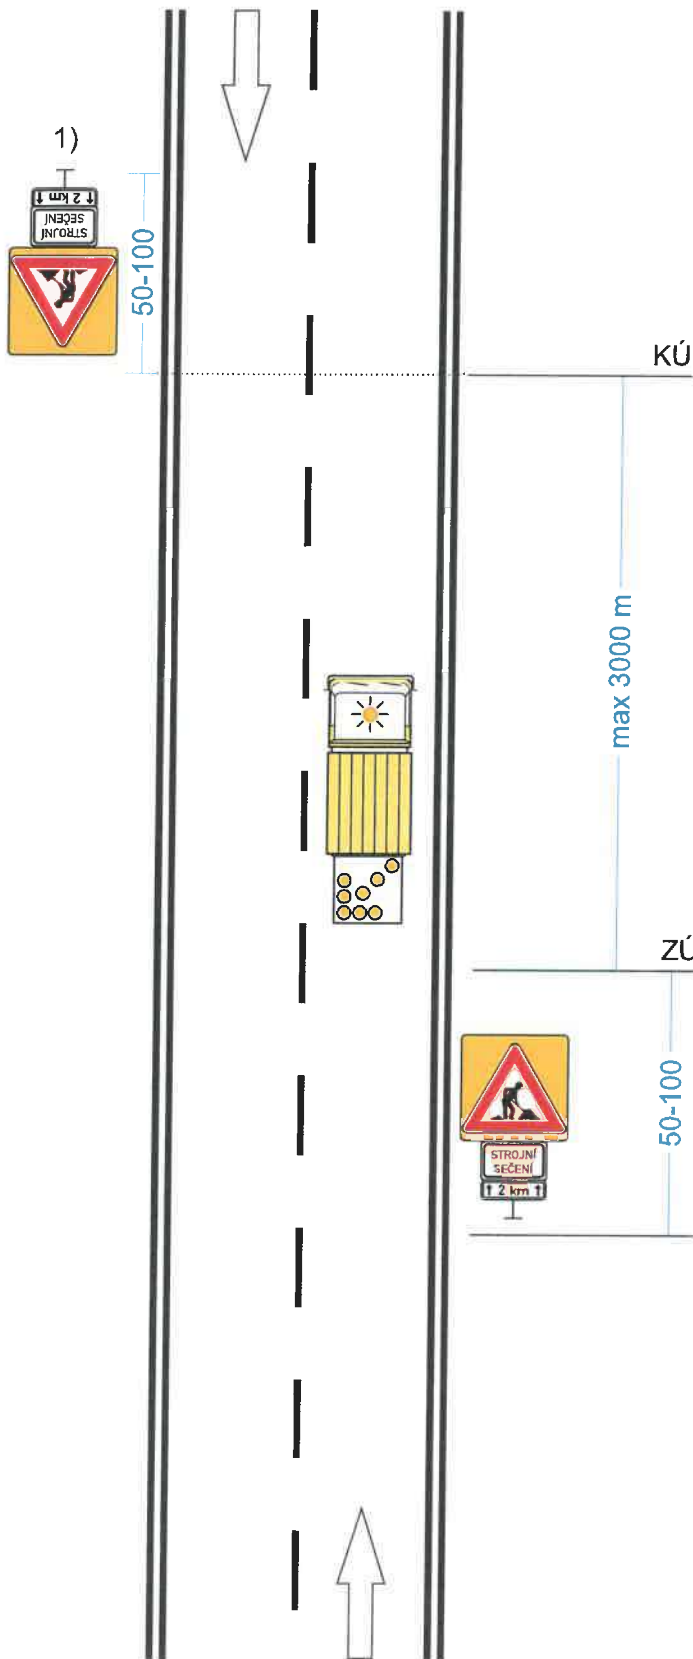 1)
↑ 2 km ↑
STROJNÍ
SEČENÍ
50-100
KÚ
max 3000 m
ZÚ
50-100
STROJNÍ
SEČENÍ
↑ 2 km ↑